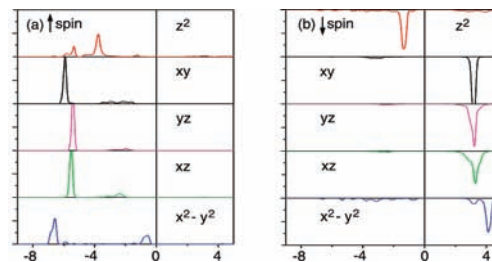 (a) ↑ spin
z²
xy
yz
xz
x² - y²
-8 -4 0 4
(b) ↓ spin
z²
xy
yz
xz
x² - y²
-8 -4 0 4